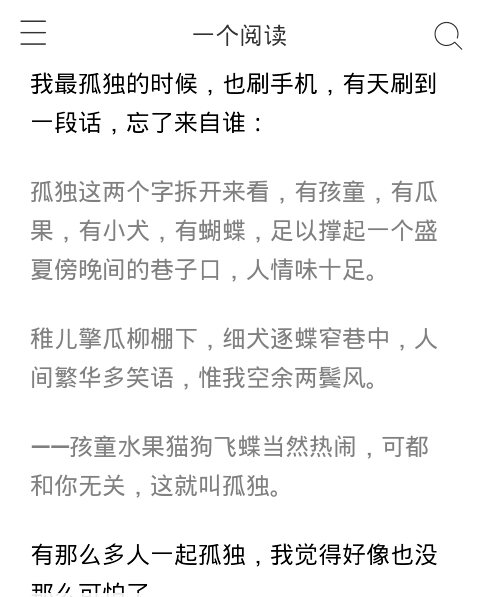 一个阅读
我最孤独的时候，也刷手机，有天刷到
一段话，忘了来自谁：
孤独这两个字拆开来看，有孩童，有瓜
果，有小犬，有蝴蝶，足以撑起一个盛
夏傍晚间的巷子口，人情味十足。
稚儿擎瓜柳棚下，细犬逐蝶窄巷中，人
间繁华多笑语，惟我空余两鬓风。
——孩童水果猫狗飞蝶当然热闹，可都
和你无关，这就叫孤独。
有那么多人一起孤独，我觉得好像也没
那么可怕了